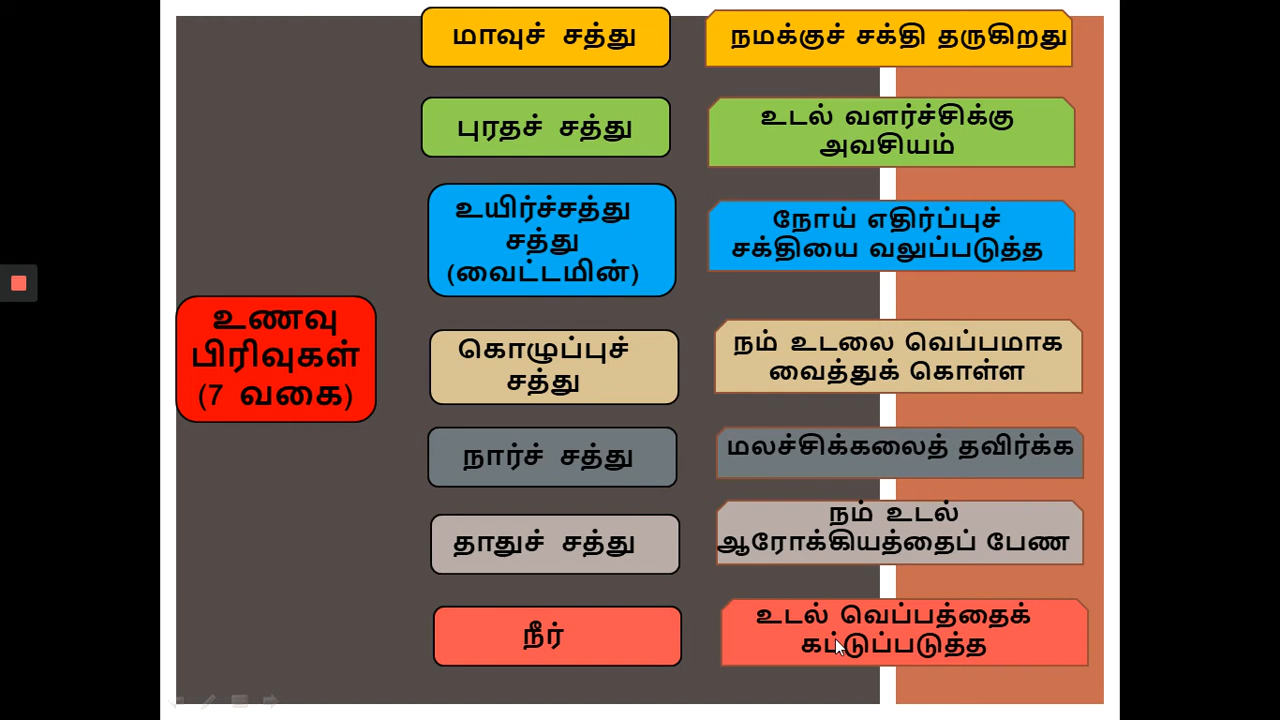 மாவுச் சத்து
நமக்குச் சக்தி தருகிறது
புரதச் சத்து
உடல் வளர்ச்சிக்கு
அவசியம்
உயிர்ச்சத்து
சத்து
(வைட்டமின்)
நோய் எதிர்ப்புச்
சக்தியை வலுப்படுத்த
உணவு
பிரிவுகள்
(7 வகை)
கொழுப்புச்
சத்து
நம் உடலை வெப்பமாக
வைத்துக் கொள்ள
நார்ச் சத்து
மலச்சிக்கலைத் தவிர்க்க
தாதுச் சத்து
நம் உடல்
ஆரோக்கியத்தைப் பேண
நீர்
உடல் வெப்பத்தைக்
கட்டுப்படுத்த